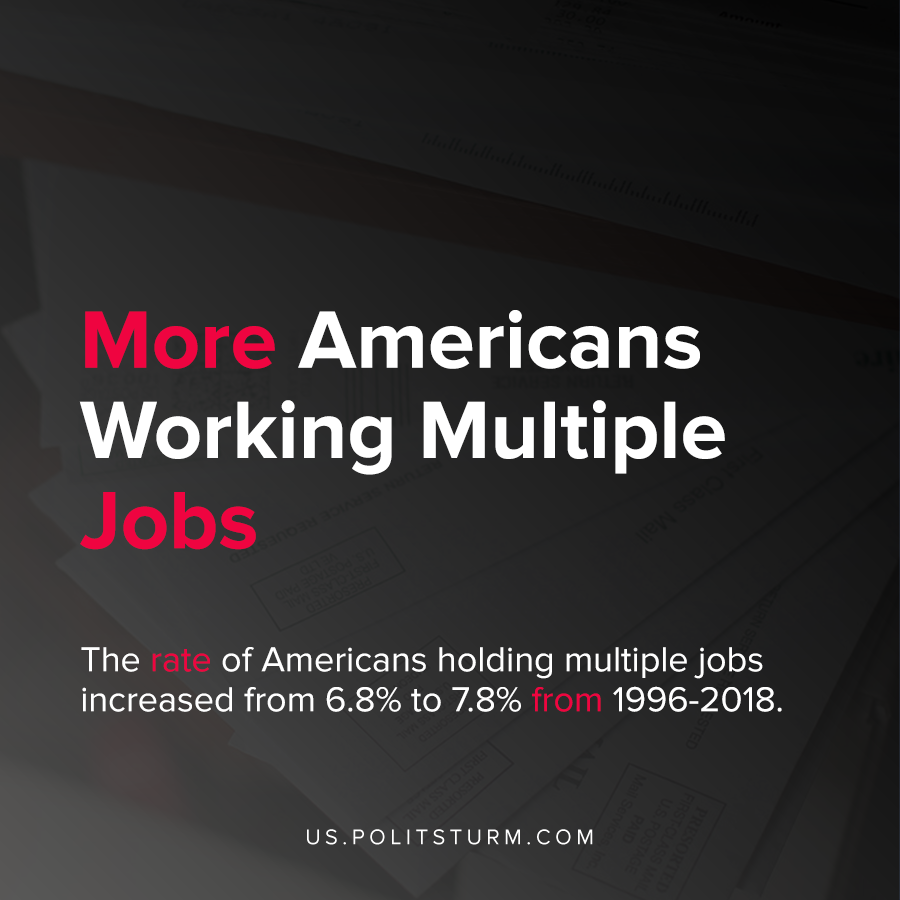 More Americans
Working Multiple
Jobs
The rate of Americans holding multiple jobs
increased from 6.8% to 7.8% from 1996-2018.
US.POLITSTURM.COM